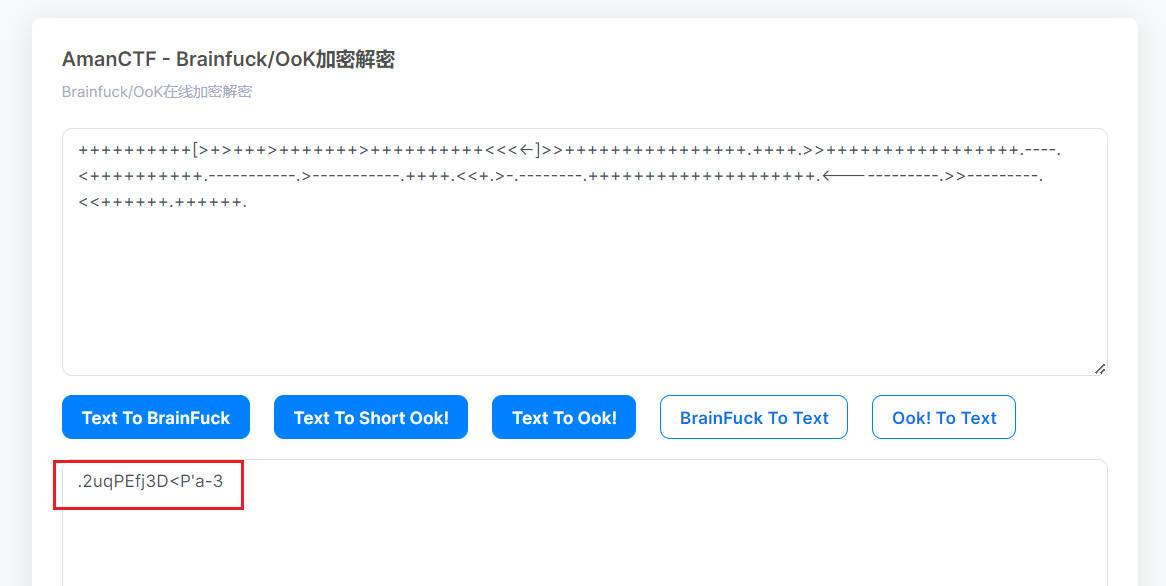 AmanCTF - Brainfuck/OoK加密解密
Brainfuck/OoK在线加密解密
++++++++++[>+>+++>+++++++>++++++++++<<<<-]>>++++++++++++++++.++++.>>+++++++++++++++++.----.
<++++++++++.-----------.>-----------.++++.<<+.>-.--------.++++++++++++++++++++.<------------.>>---------.
<<++++++.++++++.
Text To BrainFuck
Text To Short Ook!
Text To Ook!
BrainFuck To Text
Ook! To Text
.2uqPEfj3D<P'a-3